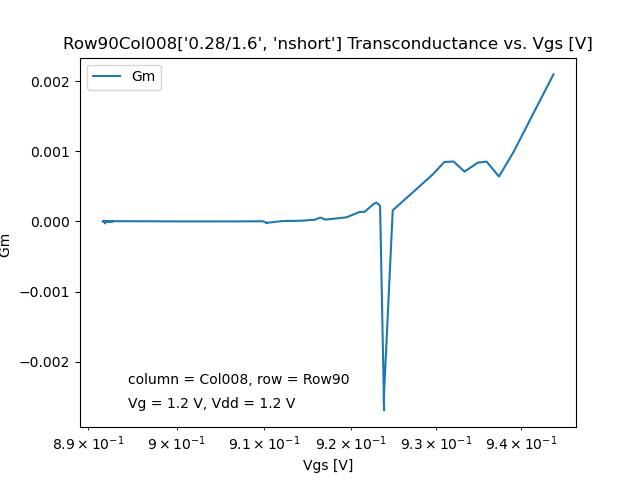 Row90Col008['0.28/1.6', 'nshort'] Transconductance vs. Vgs [V]
Gm
0.002
0.001
0.000
−0.001
−0.002
Gm
column = Col008, row = Row90
Vg = 1.2 V, Vdd = 1.2 V
8.9 × 10⁻¹ 9 × 10⁻¹ 9.1 × 10⁻¹ 9.2 × 10⁻¹ 9.3 × 10⁻¹ 9.4 × 10⁻¹
Vgs [V]